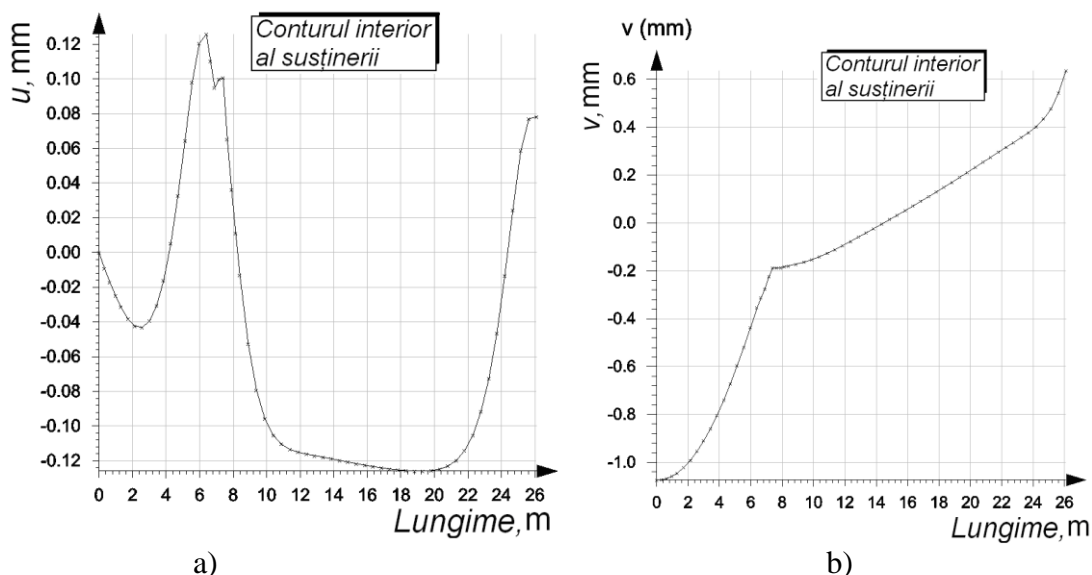 u, mm
0.12
0.10
0.08
0.06
0.04
0.02
0.00
-0.02
-0.04
-0.06
-0.08
-0.10
-0.12
Conturul interior
al susținerii
0 2 4 6 8 10 12 14 16 18 20 22 24 26
Lungime, m
a)
v (mm)
v, mm
0.6
0.4
0.2
0.0
-0.2
-0.4
-0.6
-0.8
-1.0
Conturul interior
al susținerii
0 2 4 6 8 10 12 14 16 18 20 22 24 26
Lungime, m
b)